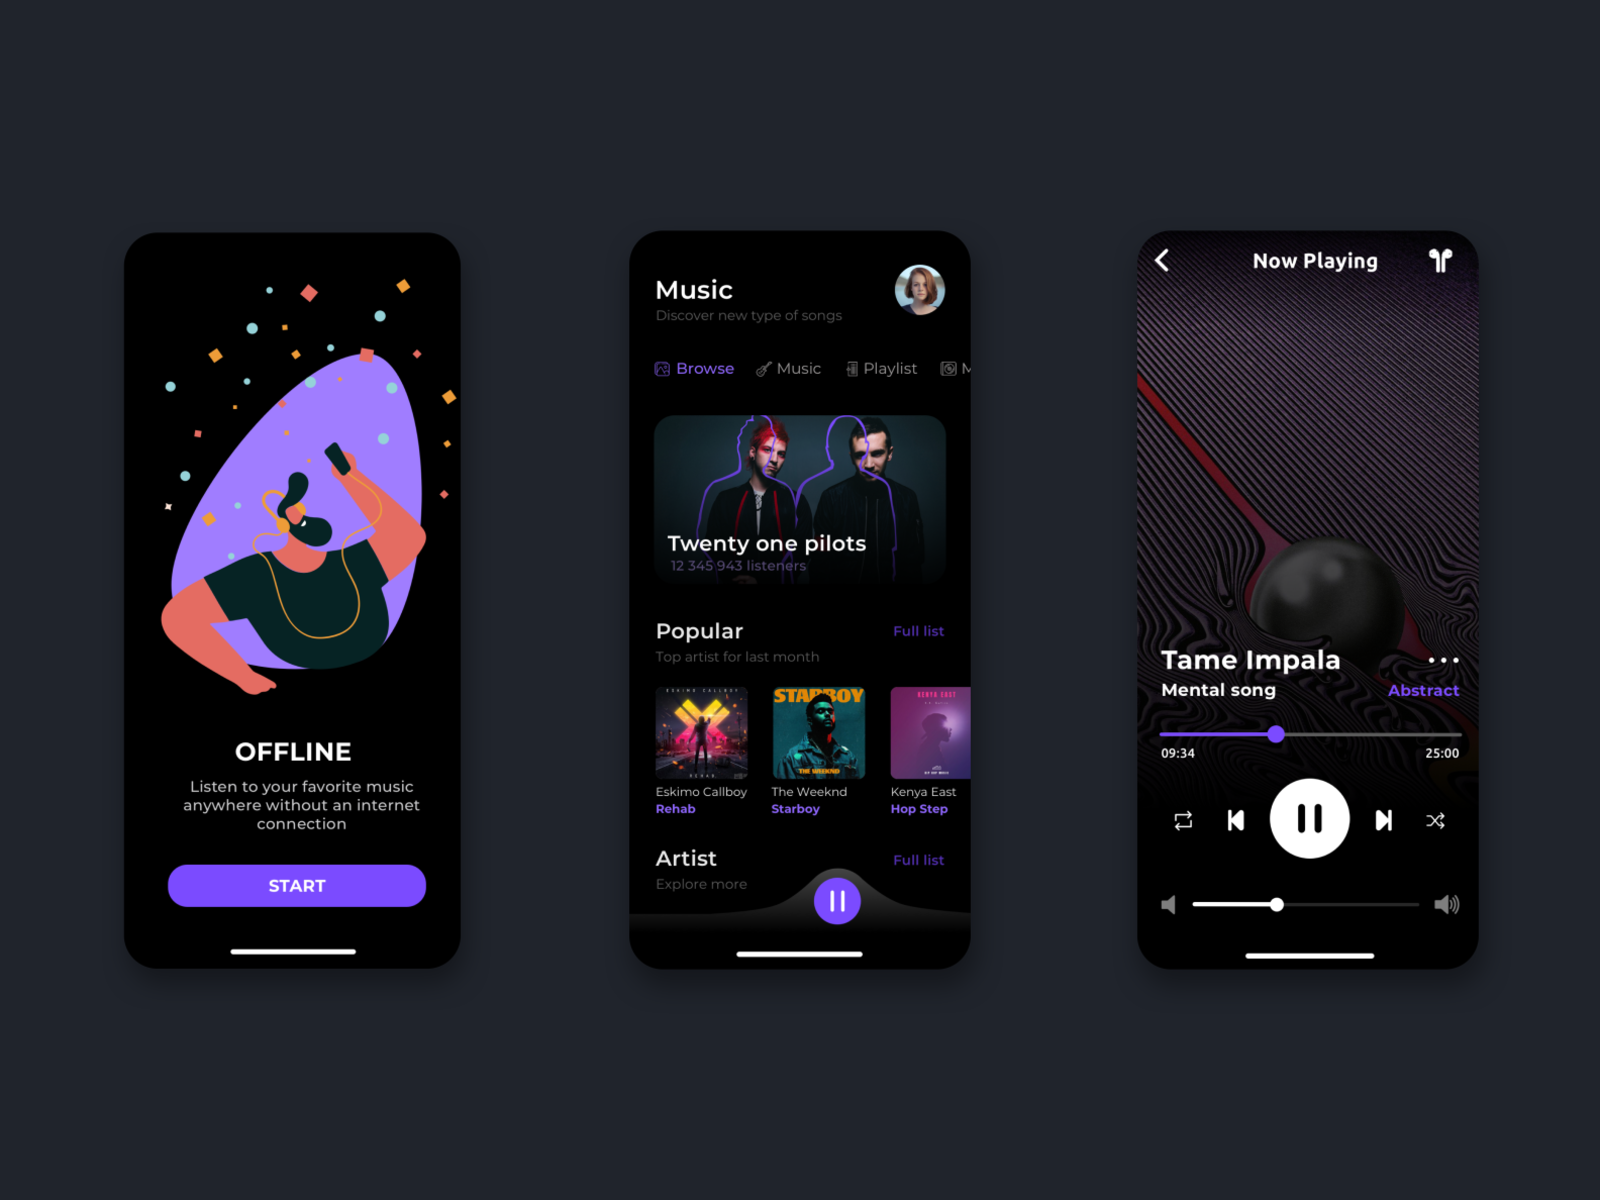 OFFLINE
Listen to your favorite music
anywhere without an internet
connection
START
Music
Discover new type of songs
Browse Music Playlist M
Twenty one pilots
12 345 943 listeners
Popular Full list
Top artist for last month
ESKIMO CALLBOY
REHAB
STARBOY
THE WEEKND
KENYA EAST
Eskimo Callboy
Rehab
The Weeknd
Starboy
Kenya East
Hop Step
Artist Full list
Explore more
Now Playing
Tame Impala
Mental song Abstract
09:34 25:00